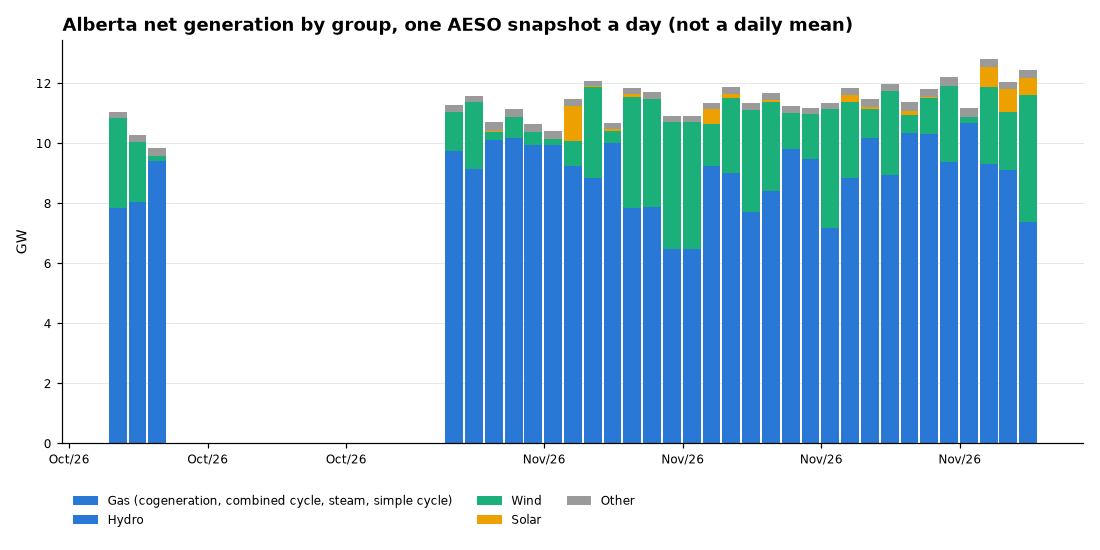 Alberta net generation by group, one AESO snapshot a day (not a daily mean)
GW
12
10
8
6
4
2
0
Oct/26 Oct/26 Oct/26 Nov/26 Nov/26 Nov/26 Nov/26
Gas (cogeneration, combined cycle, steam, simple cycle) Wind Other
Hydro Solar